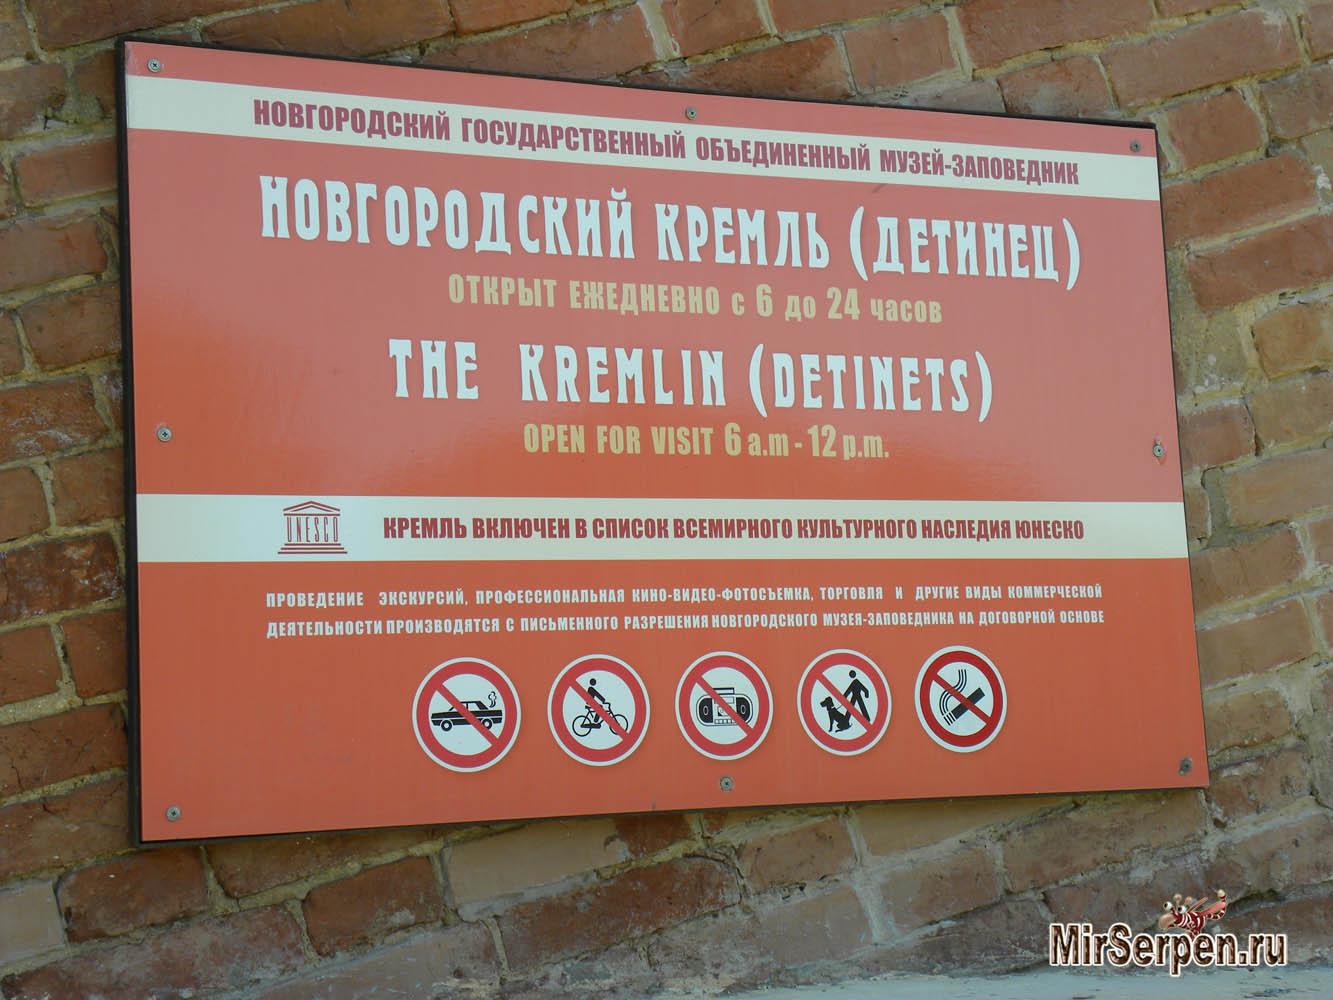 НОВГОРОДСКИЙ ГОСУДАРСТВЕННЫЙ ОБЪЕДИНЕННЫЙ МУЗЕЙ-ЗАПОВЕДНИК
НОВГОРОДСКИЙ КРЕМЛЬ (ДЕТИНЕЦ)
ОТКРЫТ ЕЖЕДНЕВНО с 6 до 24 часов
THE KREMLIN (DETINETS)
OPEN FOR VISIT 6 a.m - 12 p.m.
UNESCO КРЕМЛЬ ВКЛЮЧЕН В СПИСОК ВСЕМИРНОГО КУЛЬТУРНОГО НАСЛЕДИЯ ЮНЕСКО
ПРОВЕДЕНИЕ ЭКСКУРСИЙ, ПРОФЕССИОНАЛЬНАЯ КИНО-ВИДЕО-ФОТОСЪЕМКА, ТОРГОВЛЯ И ДРУГИЕ ВИДЫ КОММЕРЧЕСКОЙ
ДЕЯТЕЛЬНОСТИ ПРОИЗВОДЯТСЯ С ПИСЬМЕННОГО РАЗРЕШЕНИЯ НОВГОРОДСКОГО МУЗЕЯ-ЗАПОВЕДНИКА НА ДОГОВОРНОЙ ОСНОВЕ
MirSerpen.ru